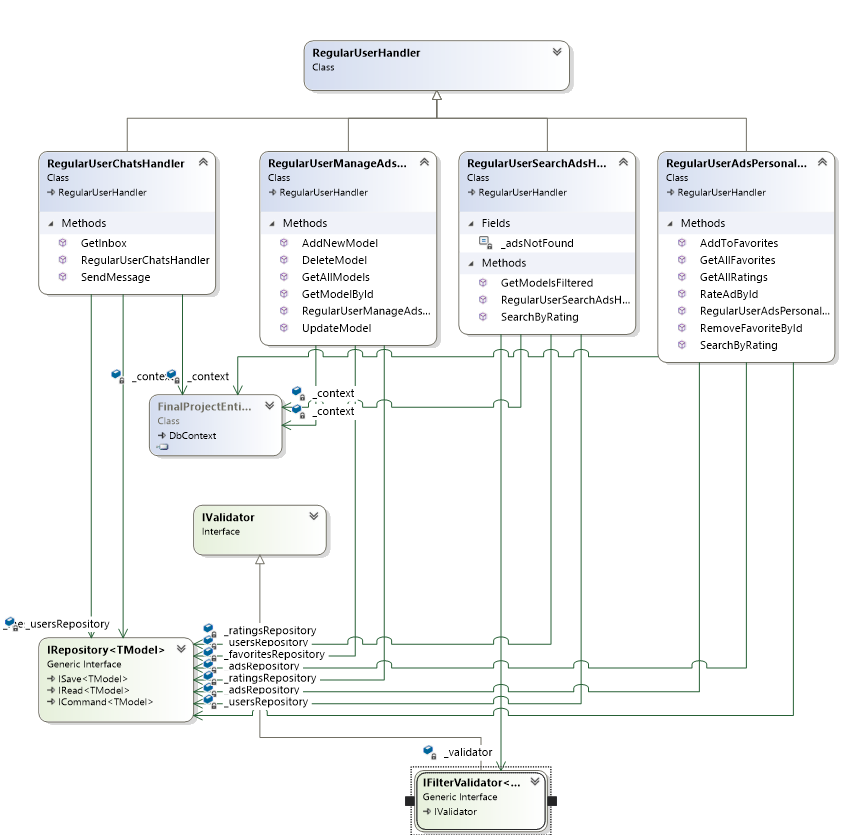 RegularUserHandler
Class
RegularUserChatsHandler
Class
RegularUserHandler
Methods
GetInbox
RegularUserChatsHandler
SendMessage
RegularUserManageAds...
Class
RegularUserHandler
Methods
AddNewModel
DeleteModel
GetAllModels
GetModelById
RegularUserManageAds...
UpdateModel
RegularUserSearchAdsH...
Class
RegularUserHandler
Fields
_adsNotFound
Methods
GetModelsFiltered
RegularUserSearchAdsH...
SearchByRating
RegularUserAdsPersonal...
Class
RegularUserHandler
Methods
AddToFavorites
GetAllFavorites
GetAllRatings
RateAdById
RegularUserAdsPersonal...
RemoveFavoriteById
SearchByRating
_context
_context
_context
FinalProjectEnti...
Class
DbContext
IValidator
Interface
_usersRepository
IRepository<TModel>
Generic Interface
ISave<TModel>
IRead<TModel>
ICommand<TModel>
_ratingsRepository
_usersRepository
_favoritesRepository
_adsRepository
_ratingsRepository
_adsRepository
_usersRepository
_validator
IFilterValidator<...
Generic Interface
IValidator